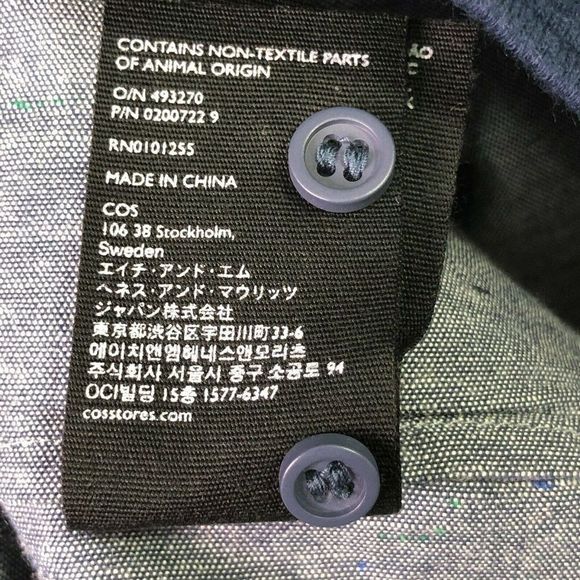 CONTAINS NON-TEXTILE PARTS
OF ANIMAL ORIGIN
O/N 493270
P/N 0200722 9
RN0101255
MADE IN CHINA
COS
106 38 Stockholm,
Sweden
エイチ・アンド・エム
ヘネス・アンド・マウリッツ
ジャパン株式会社
東京都渋谷区宇田川町33-6
에이치앤엠헤네스앤모리츠
주식회사 서울시 중구 소공로 94
OCI빌딩 15층 1577-6347
cosstores.com